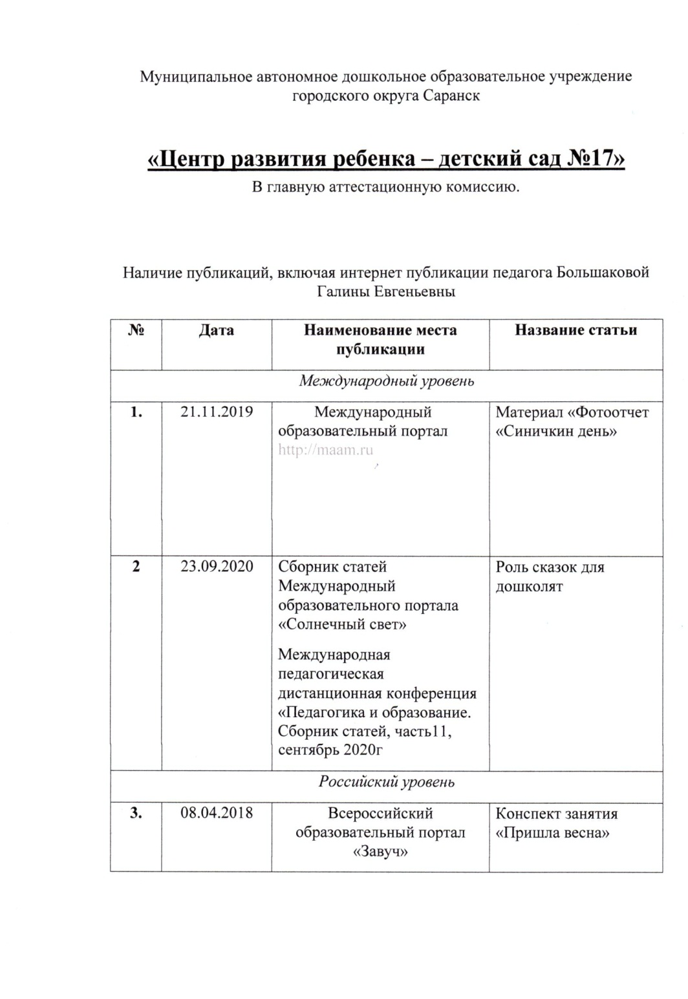 Муниципальное автономное дошкольное образовательное учреждение
городского округа Саранск
«Центр развития ребенка – детский сад №17»
В главную аттестационную комиссию.
Наличие публикаций, включая интернет публикации педагога Большаковой
Галины Евгеньевны
№ Дата Наименование места Название статьи
публикации
Международный уровень
1. 21.11.2019 Международный Материал «Фотоотчет
образовательный портал «Синичкин день»
http://maam.ru
2 23.09.2020 Сборник статей Роль сказок для
Международный дошколят
образовательного портала
«Солнечный свет»
Международная
педагогическая
дистанционная конференция
«Педагогика и образование.
Сборник статей, часть11,
сентябрь 2020г
Российский уровень
3. 08.04.2018 Всероссийский Конспект занятия
образовательный портал «Пришла весна»
«Завуч»